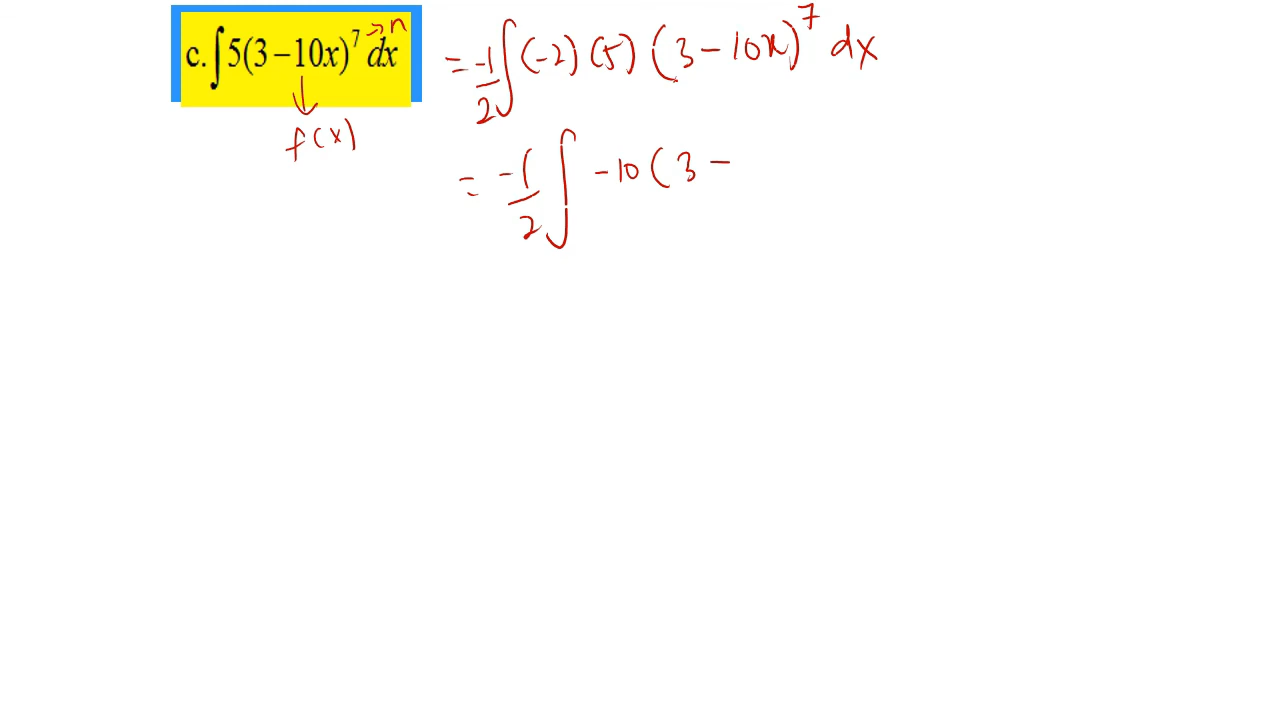 c. ∫5(3−10x)⁷ dx → n
= -1/2 ∫ (-2) (5) (3 - 10x)⁷ dx
f(x)
= -1/2 ∫ -10 (3 -